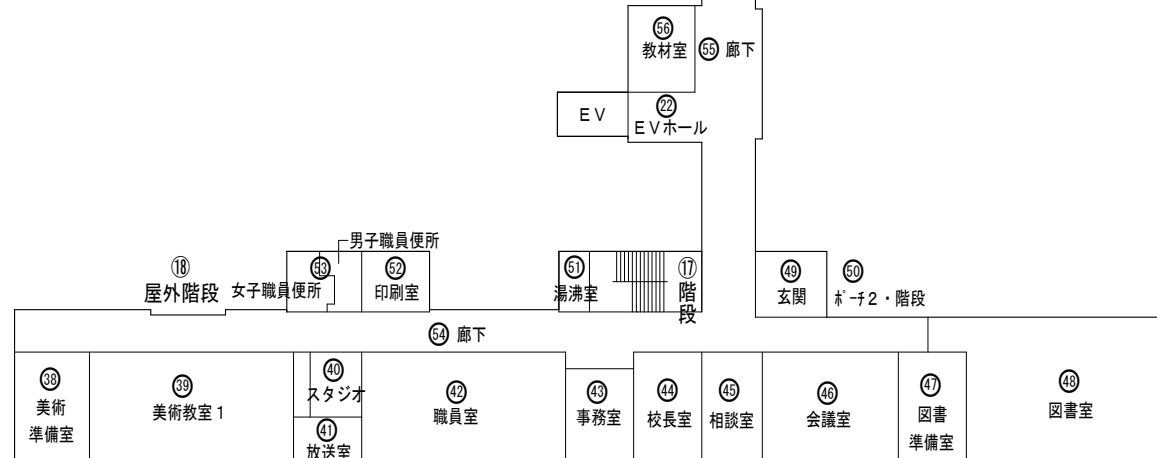 56
教材室
55 廊下
EV
22
EVホール
男子職員便所
18
屋外階段
女子職員便所
53
52
印刷室
51
湯沸室
17
階段
49
玄関
50
ポーチ2・階段
54 廊下
38
美術
準備室
39
美術教室1
40
スタジオ
41
放送室
42
職員室
43
事務室
44
校長室
45
相談室
46
会議室
47
図書
準備室
48
図書室